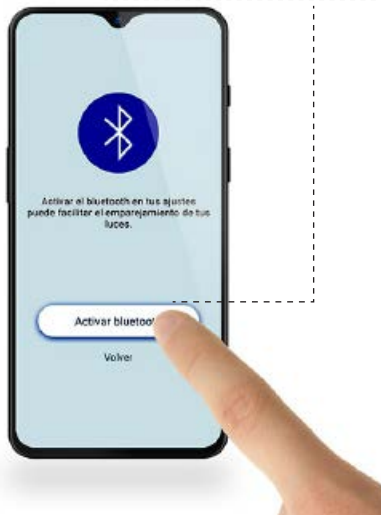 Activar el bluetooth en tus ajustes
puede facilitar el emparejamiento de tus
luces.
Activar bluetoot
Volver